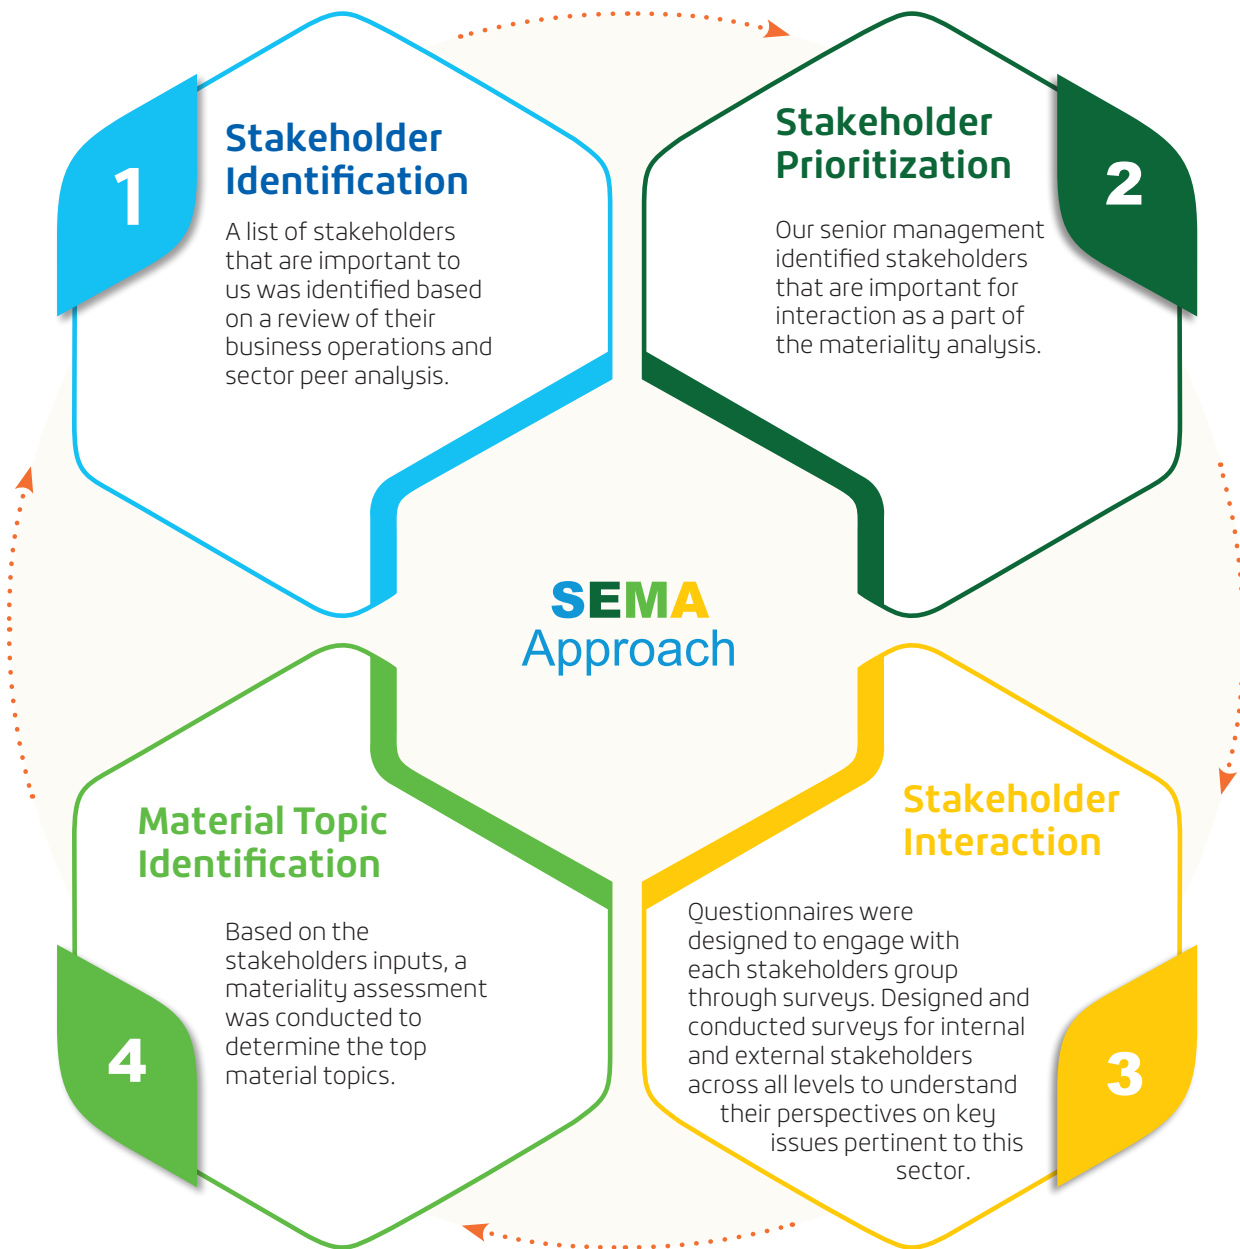 1
Stakeholder
Identification
A list of stakeholders
that are important to
us was identified based
on a review of their
business operations and
sector peer analysis.
2
Stakeholder
Prioritization
Our senior management
identified stakeholders
that are important for
interaction as a part of
the materiality analysis.
SEMA
Approach
3
Stakeholder
Interaction
Questionnaires were
designed to engage with
each stakeholders group
through surveys. Designed and
conducted surveys for internal
and external stakeholders
across all levels to understand
their perspectives on key
issues pertinent to this
sector.
4
Material Topic
Identification
Based on the
stakeholders inputs, a
materiality assessment
was conducted to
determine the top
material topics.